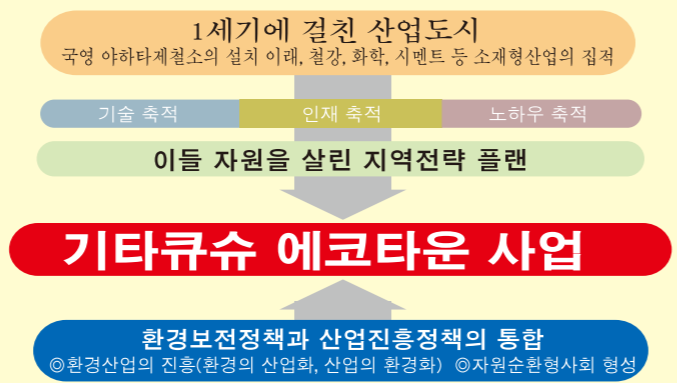 1세기에 걸친 산업도시
국영 야하타제철소의 설치 이래, 철강, 화학, 시멘트 등 소재형산업의 집적
기술 축적 인재 축적 노하우 축적
이들 자원을 살린 지역전략 플랜
기타큐슈 에코타운 사업
환경보전정책과 산업진흥정책의 통합
◎환경산업의 진흥(환경의 산업화, 산업의 환경화) ◎자원순환형사회 형성